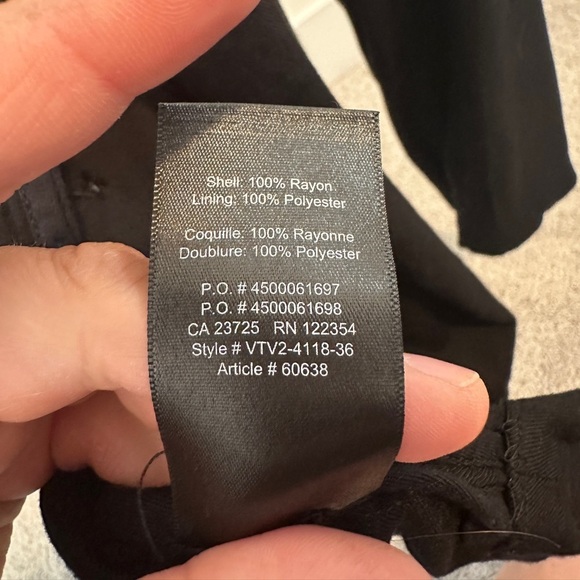 Shell: 100% Rayon
Lining: 100% Polyester
Coquille: 100% Rayonne
Doublure: 100% Polyester
P.O. # 4500061697
P.O. # 4500061698
CA 23725 RN 122354
Style # VTV2-4118-36
Article # 60638